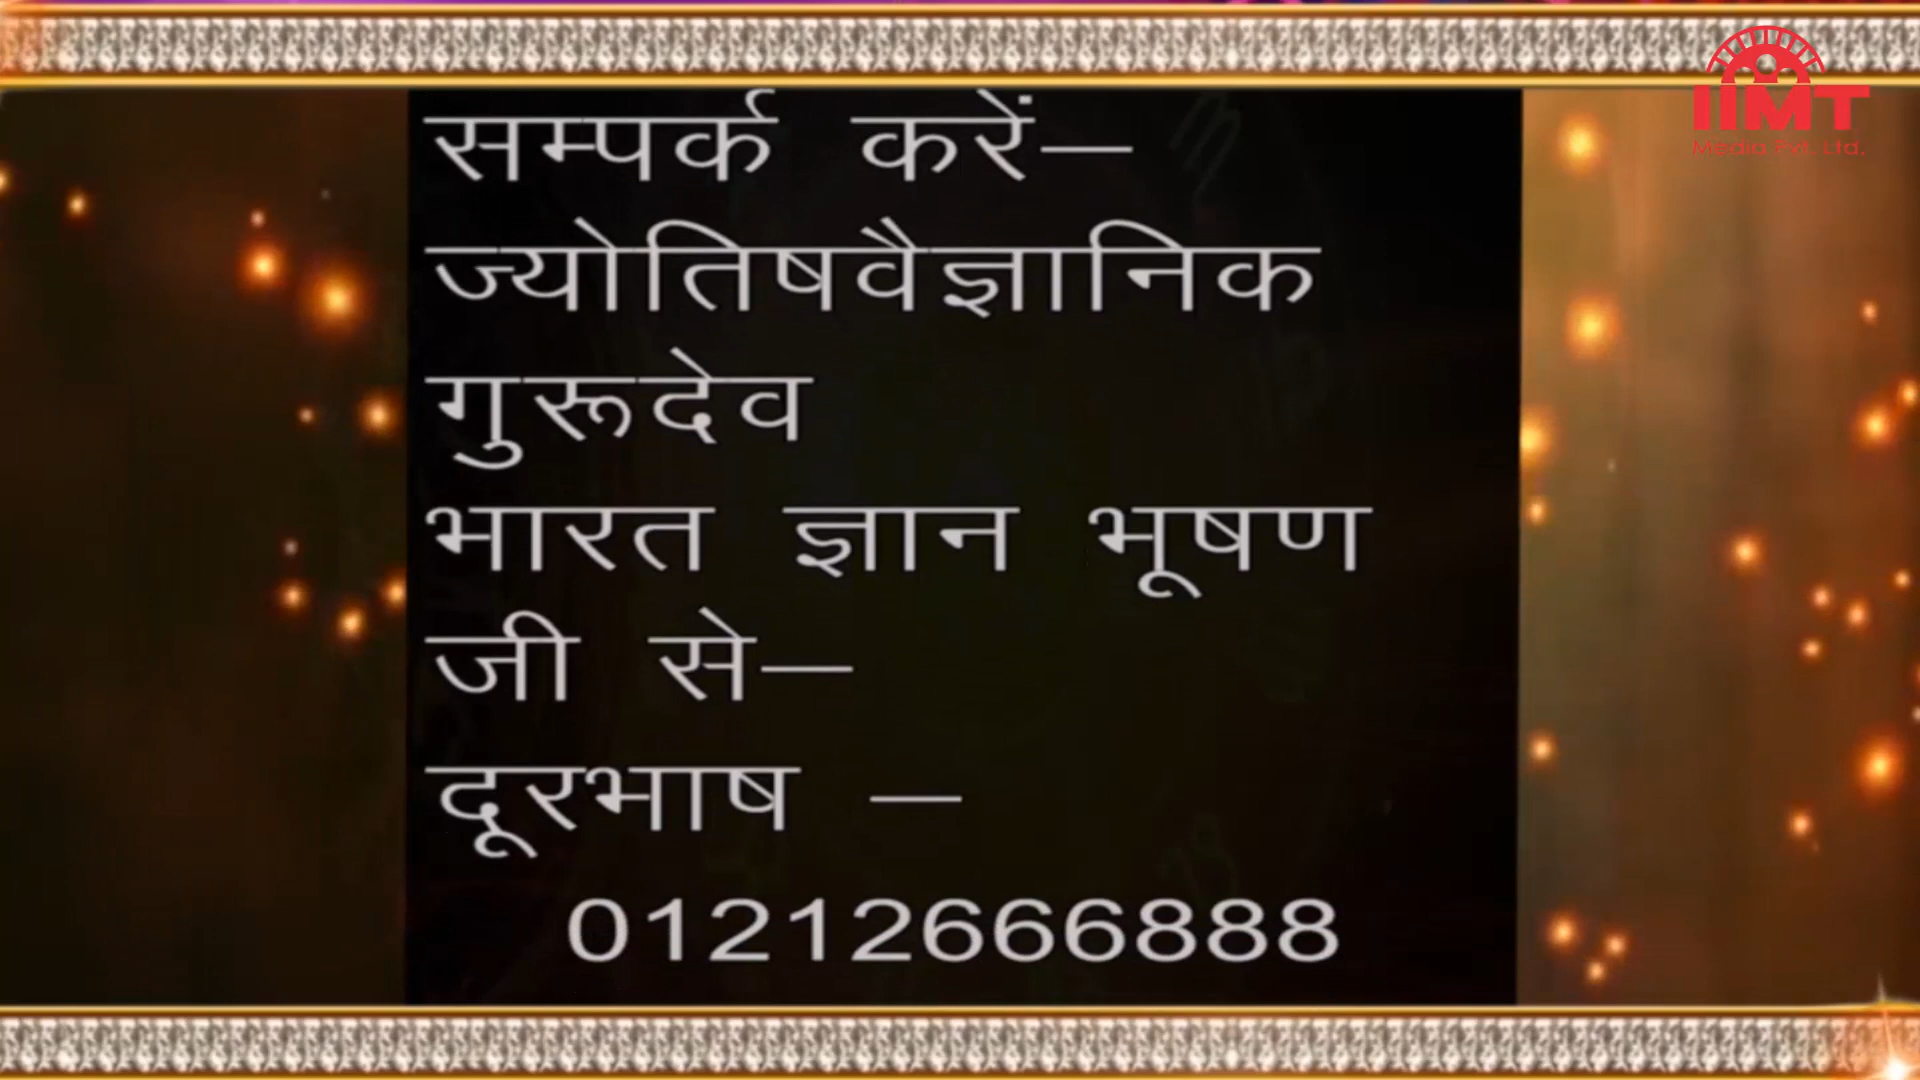 IIMT
Media Pvt. Ltd.
सम्पर्क करें—
ज्योतिषवैज्ञानिक
गुरूदेव
भारत ज्ञान भूषण
जी से—
दूरभाष —
01212666888